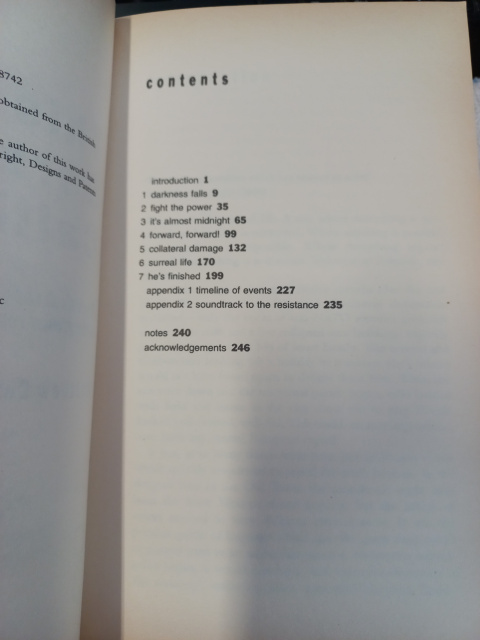 8742
obtained from the British
e author of this work has
right, Designs and Patents
c
contents
introduction 1
1 darkness falls 9
2 fight the power 35
3 it's almost midnight 65
4 forward, forward! 99
5 collateral damage 132
6 surreal life 170
7 he's finished 199
appendix 1 timeline of events 227
appendix 2 soundtrack to the resistance 235
notes 240
acknowledgements 246